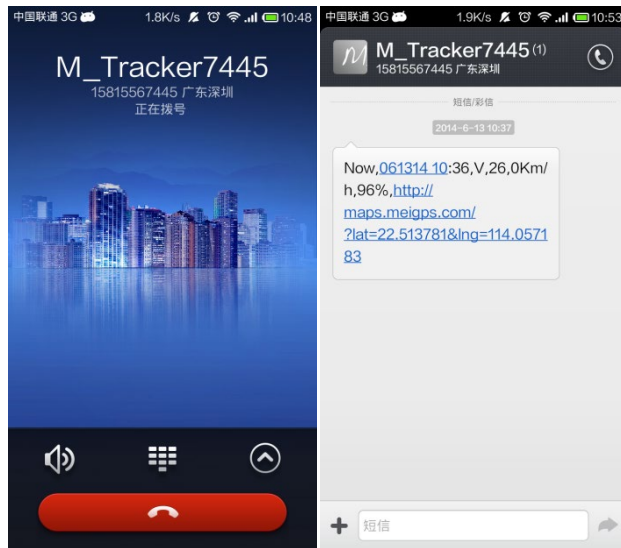 中国联通 3G 1.8K/s 10:48
M_Tracker7445
15815567445 广东深圳
正在拨号
中国联通 3G 1.9K/s 10:53
M_Tracker7445 (1)
15815567445 广东深圳
短信/彩信
2014-6-13 10:37
Now,061314 10:36,V,26,0Km/
h,96%,http://
maps.meigps.com/
?lat=22.513781&lng=114.0571
83
短信